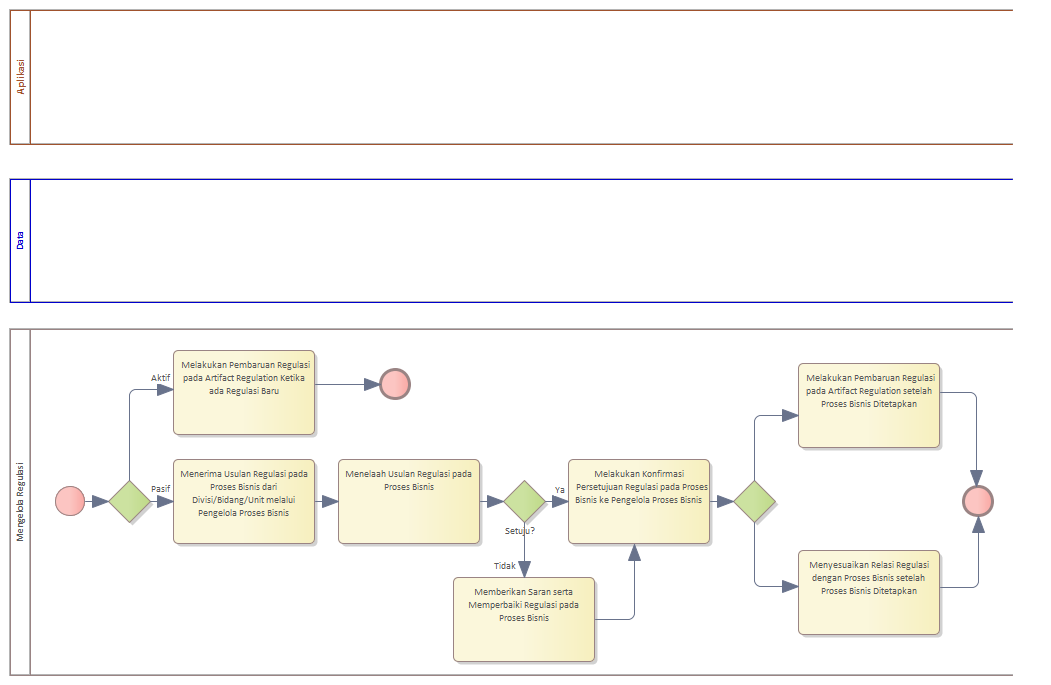 Aplikasi
Data
Mengelola Regulasi
Aktif
Melakukan Pembaruan Regulasi
pada Artifact Regulation Ketika
ada Regulasi Baru
Pasif
Menerima Usulan Regulasi pada
Proses Bisnis dari
Divisi/Bidang/Unit melalui
Pengelola Proses Bisnis
Menelaah Usulan Regulasi pada
Proses Bisnis
Setuju?
Ya
Tidak
Memberikan Saran serta
Memperbaiki Regulasi pada
Proses Bisnis
Melakukan Konfirmasi
Persetujuan Regulasi pada Proses
Bisnis ke Pengelola Proses Bisnis
Melakukan Pembaruan Regulasi
pada Artifact Regulation setelah
Proses Bisnis Ditetapkan
Menyesuaikan Relasi Regulasi
dengan Proses Bisnis setelah
Proses Bisnis Ditetapkan